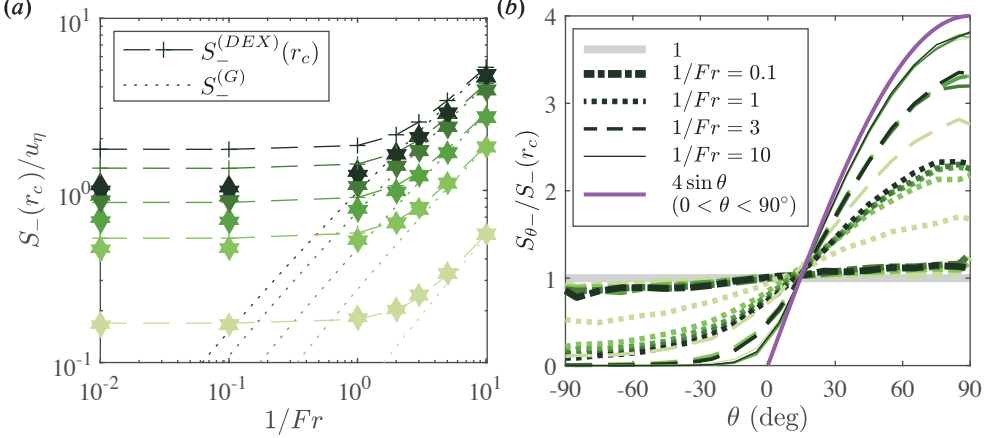 (a)
10^1
10^0
10^-1
S_-(r_c)/u_η
S_-^(DEX)(r_c)
S_-^(G)
10^-2
10^-1
10^0
10^1
1/Fr
(b)
4
3
2
1
0
S_θ-/S_-(r_c)
1
1/Fr = 0.1
1/Fr = 1
1/Fr = 3
1/Fr = 10
4 sin θ
(0 < θ < 90°)
-90
-60
-30
0
30
60
90
θ (deg)